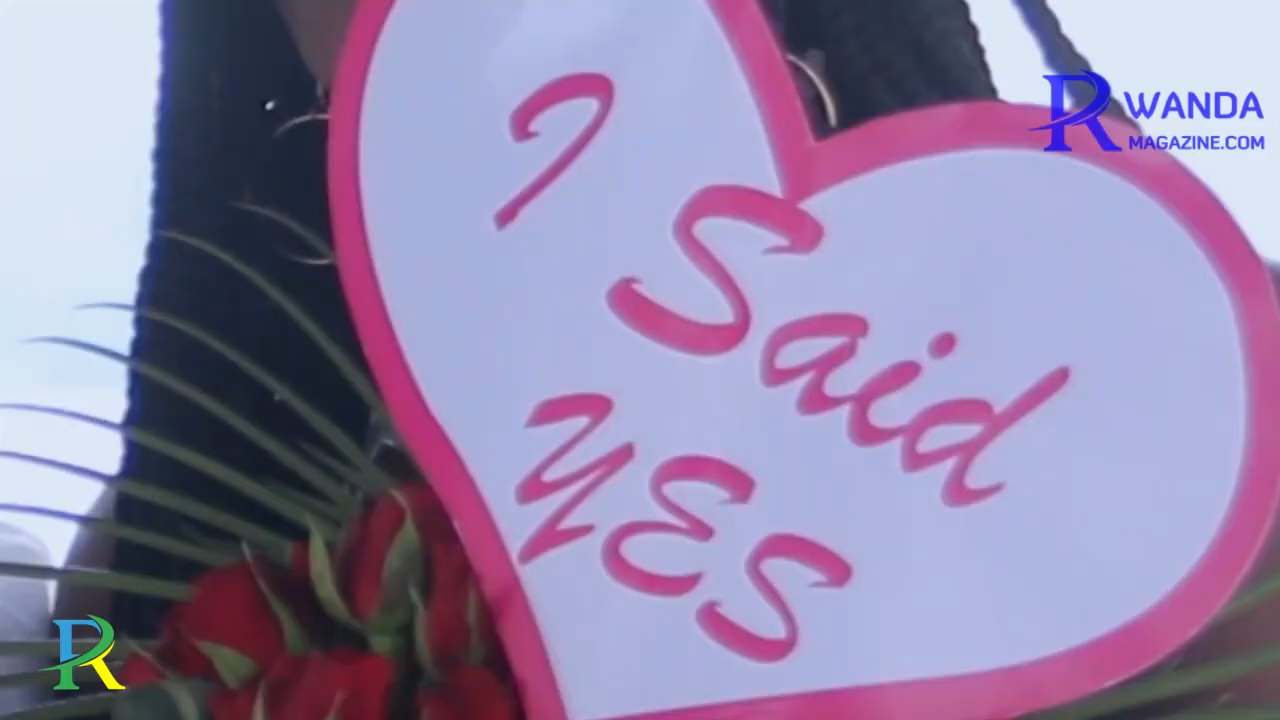 I
Said
YES
RWANDA
MAGAZINE.COM
R